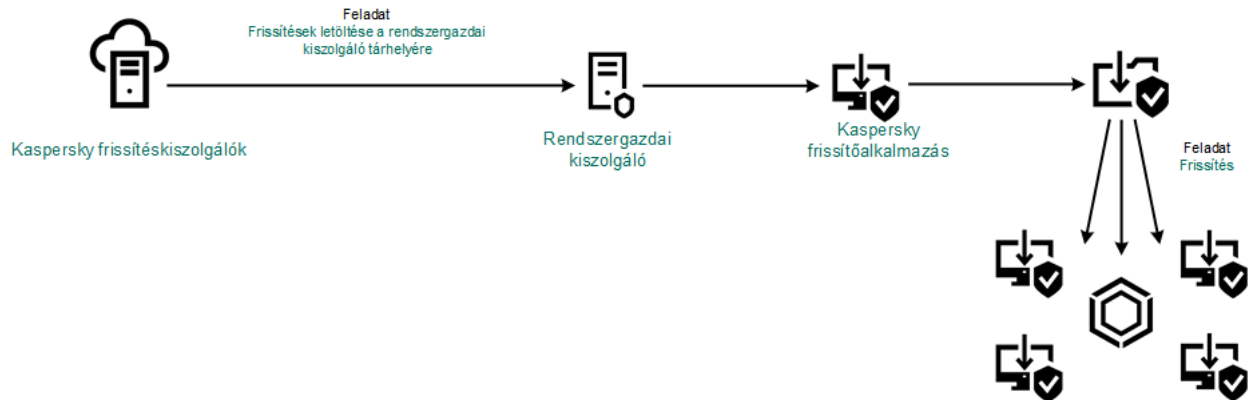 Feladat
Frissítések letöltése a rendszergazdai
kiszolgáló tárhelyére
Kaspersky frissítéskiszolgálók
Rendszergazdai
kiszolgáló
Kaspersky
frissítőalkalmazás
Feladat
Frissítés